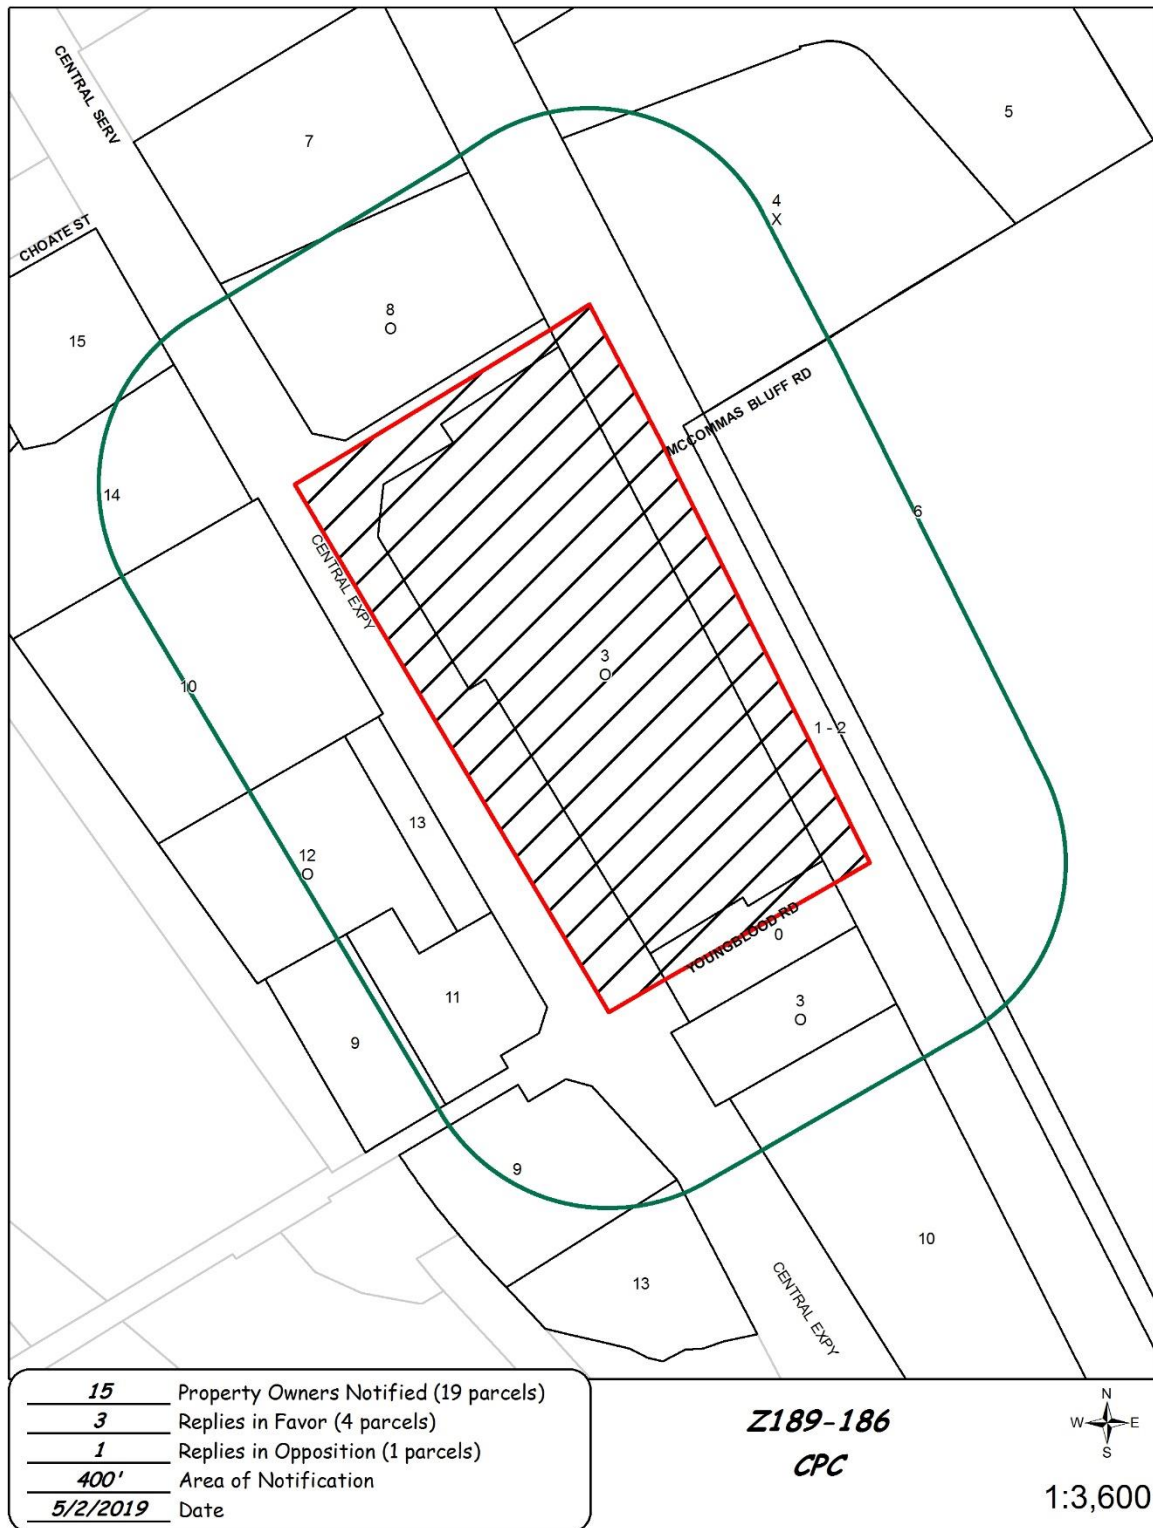 CENTRAL SERV
5
7
4
X
CHOATE ST
8
O
15
MCCOMMAS BLUFF RD
14
6
CENTRAL EXPY
3
O
10
1 - 2
13
12
O
YOUNGBLOOD RD
0
11
3
O
9
9
10
13
CENTRAL EXPY
15 Property Owners Notified (19 parcels)
3 Replies in Favor (4 parcels)
1 Replies in Opposition (1 parcels)
400' Area of Notification
5/2/2019 Date
Z189-186
CPC
N
W E
S
1:3,600